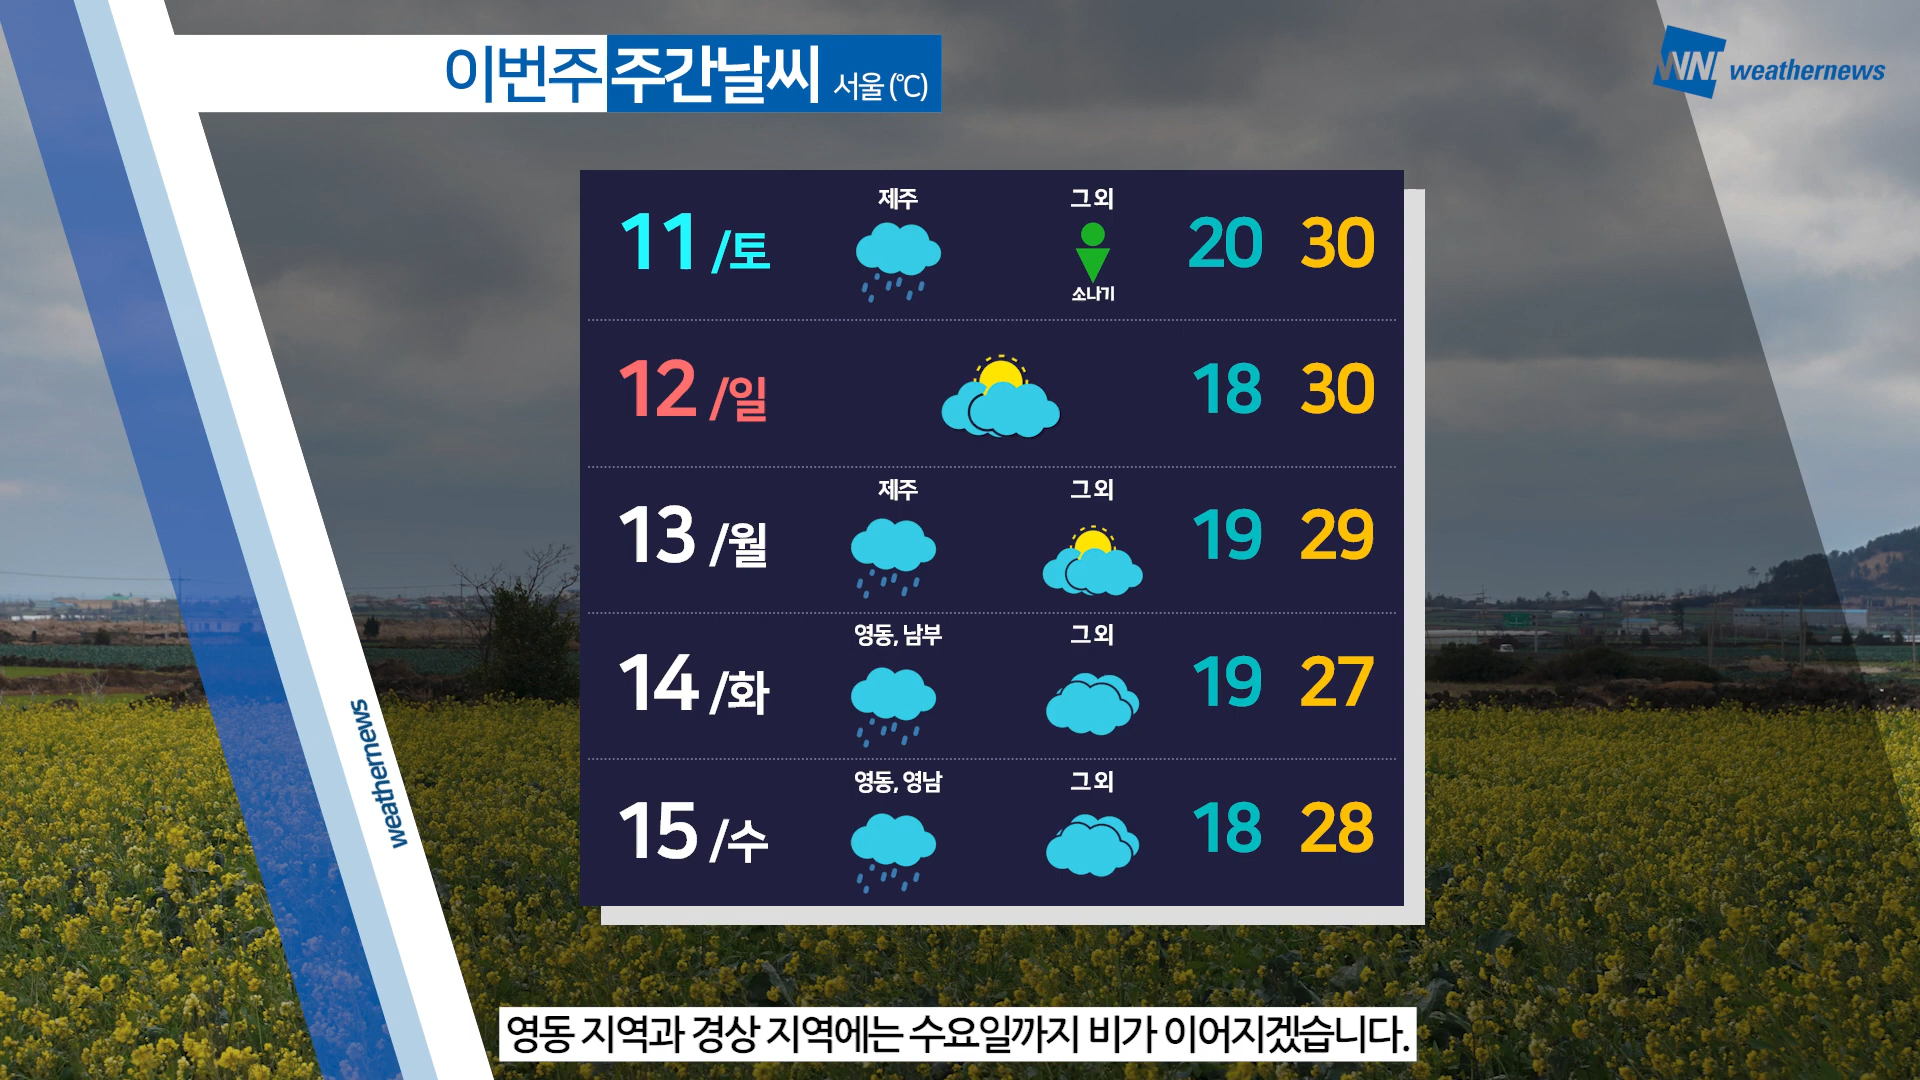 이번주 주간날씨 서울 (℃)
WNI weathernews
제주 그 외
11 /토 20 30
소나기
12 /일 18 30
제주 그 외
13 /월 19 29
영동, 남부 그 외
14 /화 19 27
영동, 영남 그 외
15 /수 18 28
weathernews
영동 지역과 경상 지역에는 수요일까지 비가 이어지겠습니다.